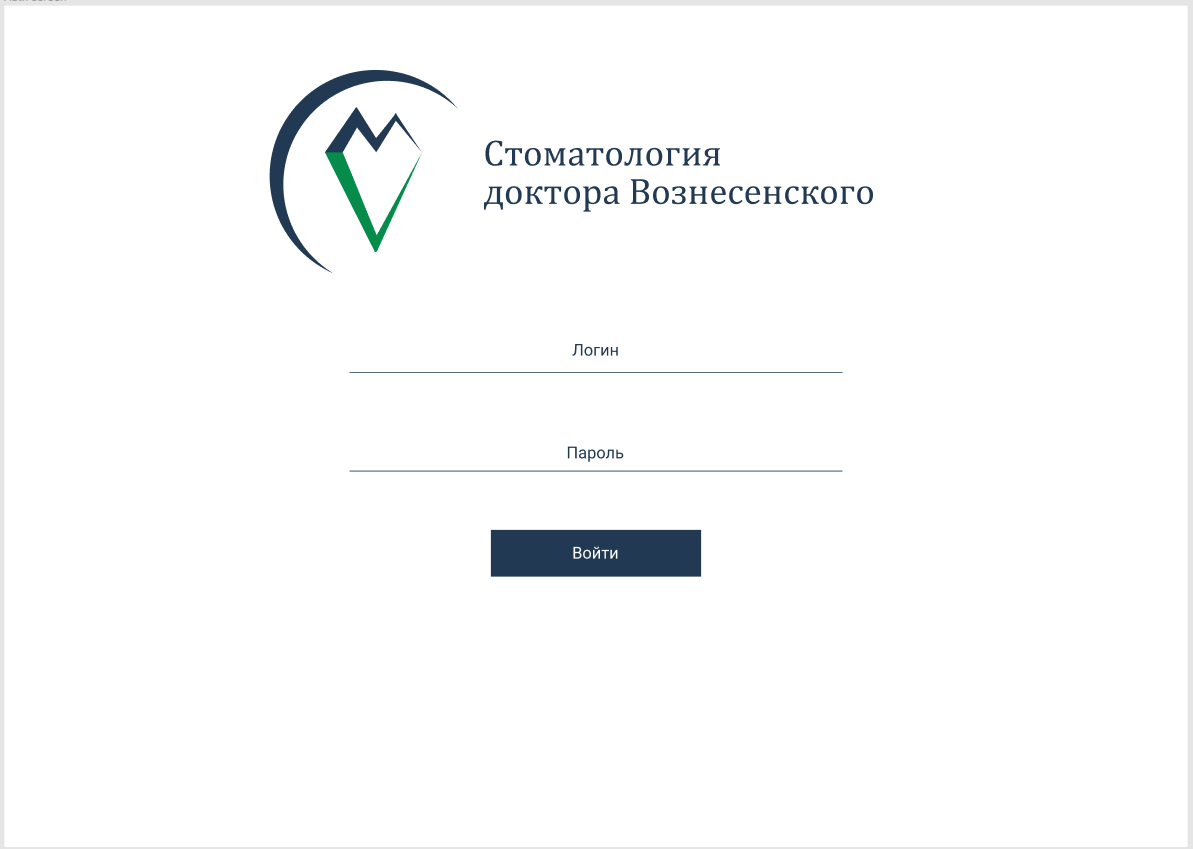 Стоматология
доктора Вознесенского
Логин
Пароль
Войти